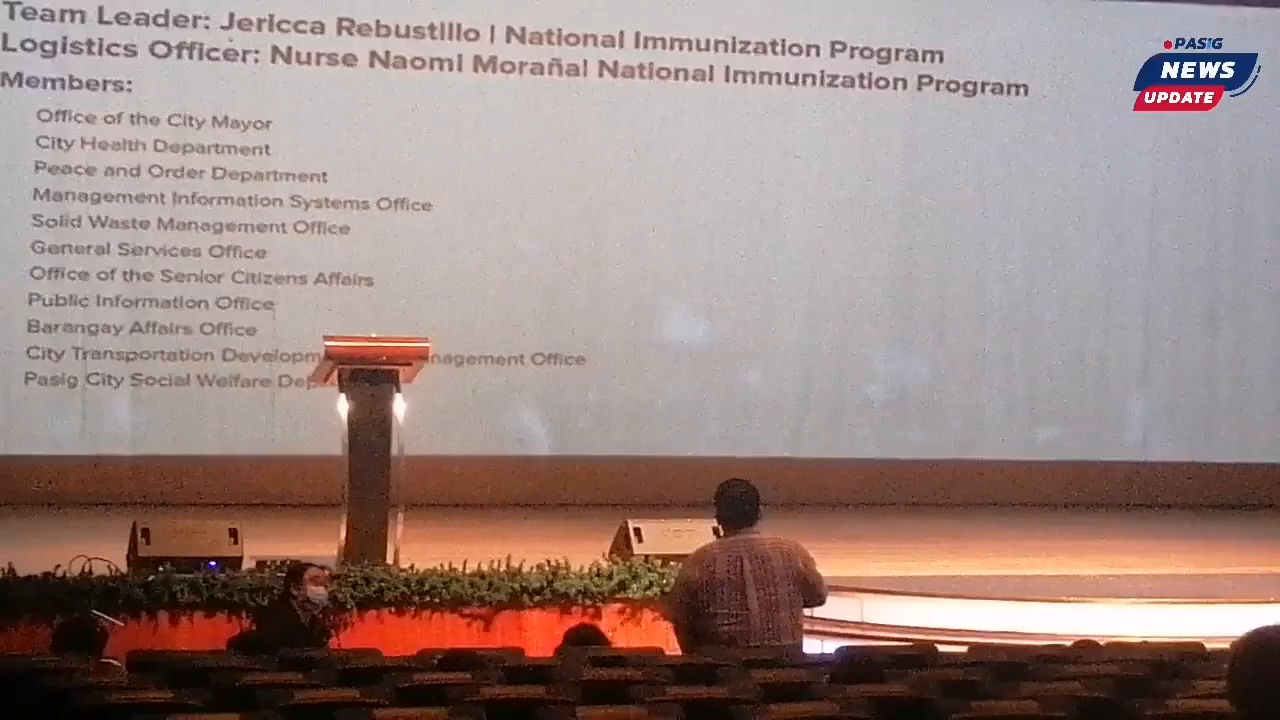 Team Leader: Jericca Rebustillo | National Immunization Program
Logistics Officer: Nurse Naomi Moraña| National Immunization Program
Members:
Office of the City Mayor
City Health Department
Peace and Order Department
Management Information Systems Office
Solid Waste Management Office
General Services Office
Office of the Senior Citizens Affairs
Public Information Office
Barangay Affairs Office
City Transportation Developm nagement Office
Pasig City Social Welfare Dep
PASIG
NEWS
UPDATE